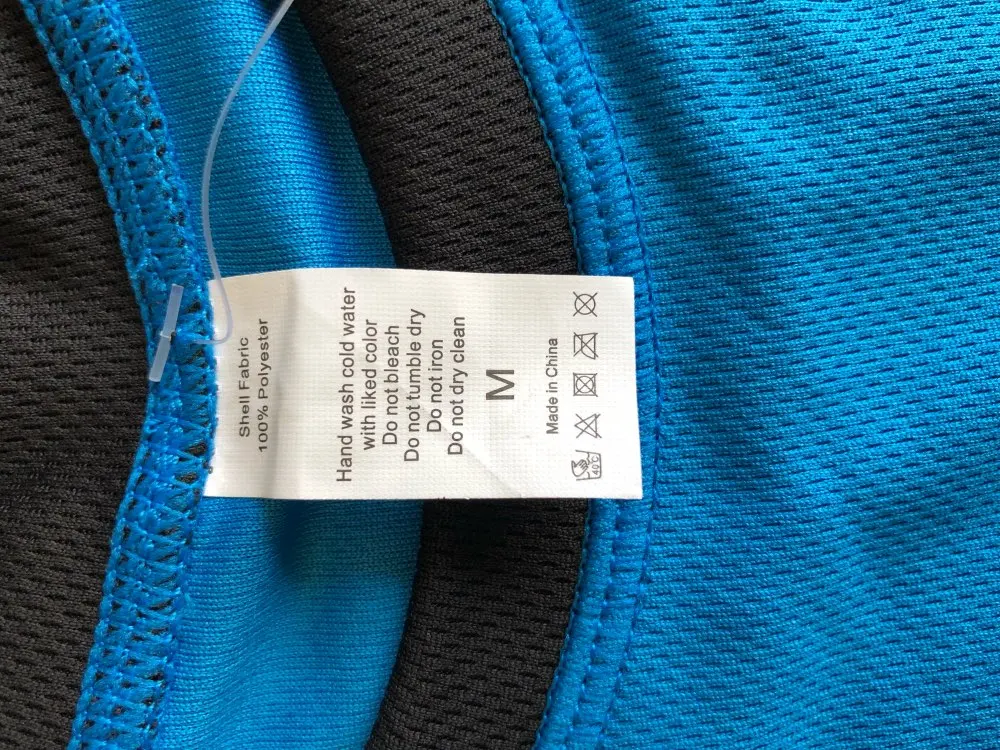 Shell Fabric
100% Polyester
Hand wash cold water
with liked color
Do not bleach
Do not tumble dry
Do not iron
Do not dry clean
M
Made in China
40°C